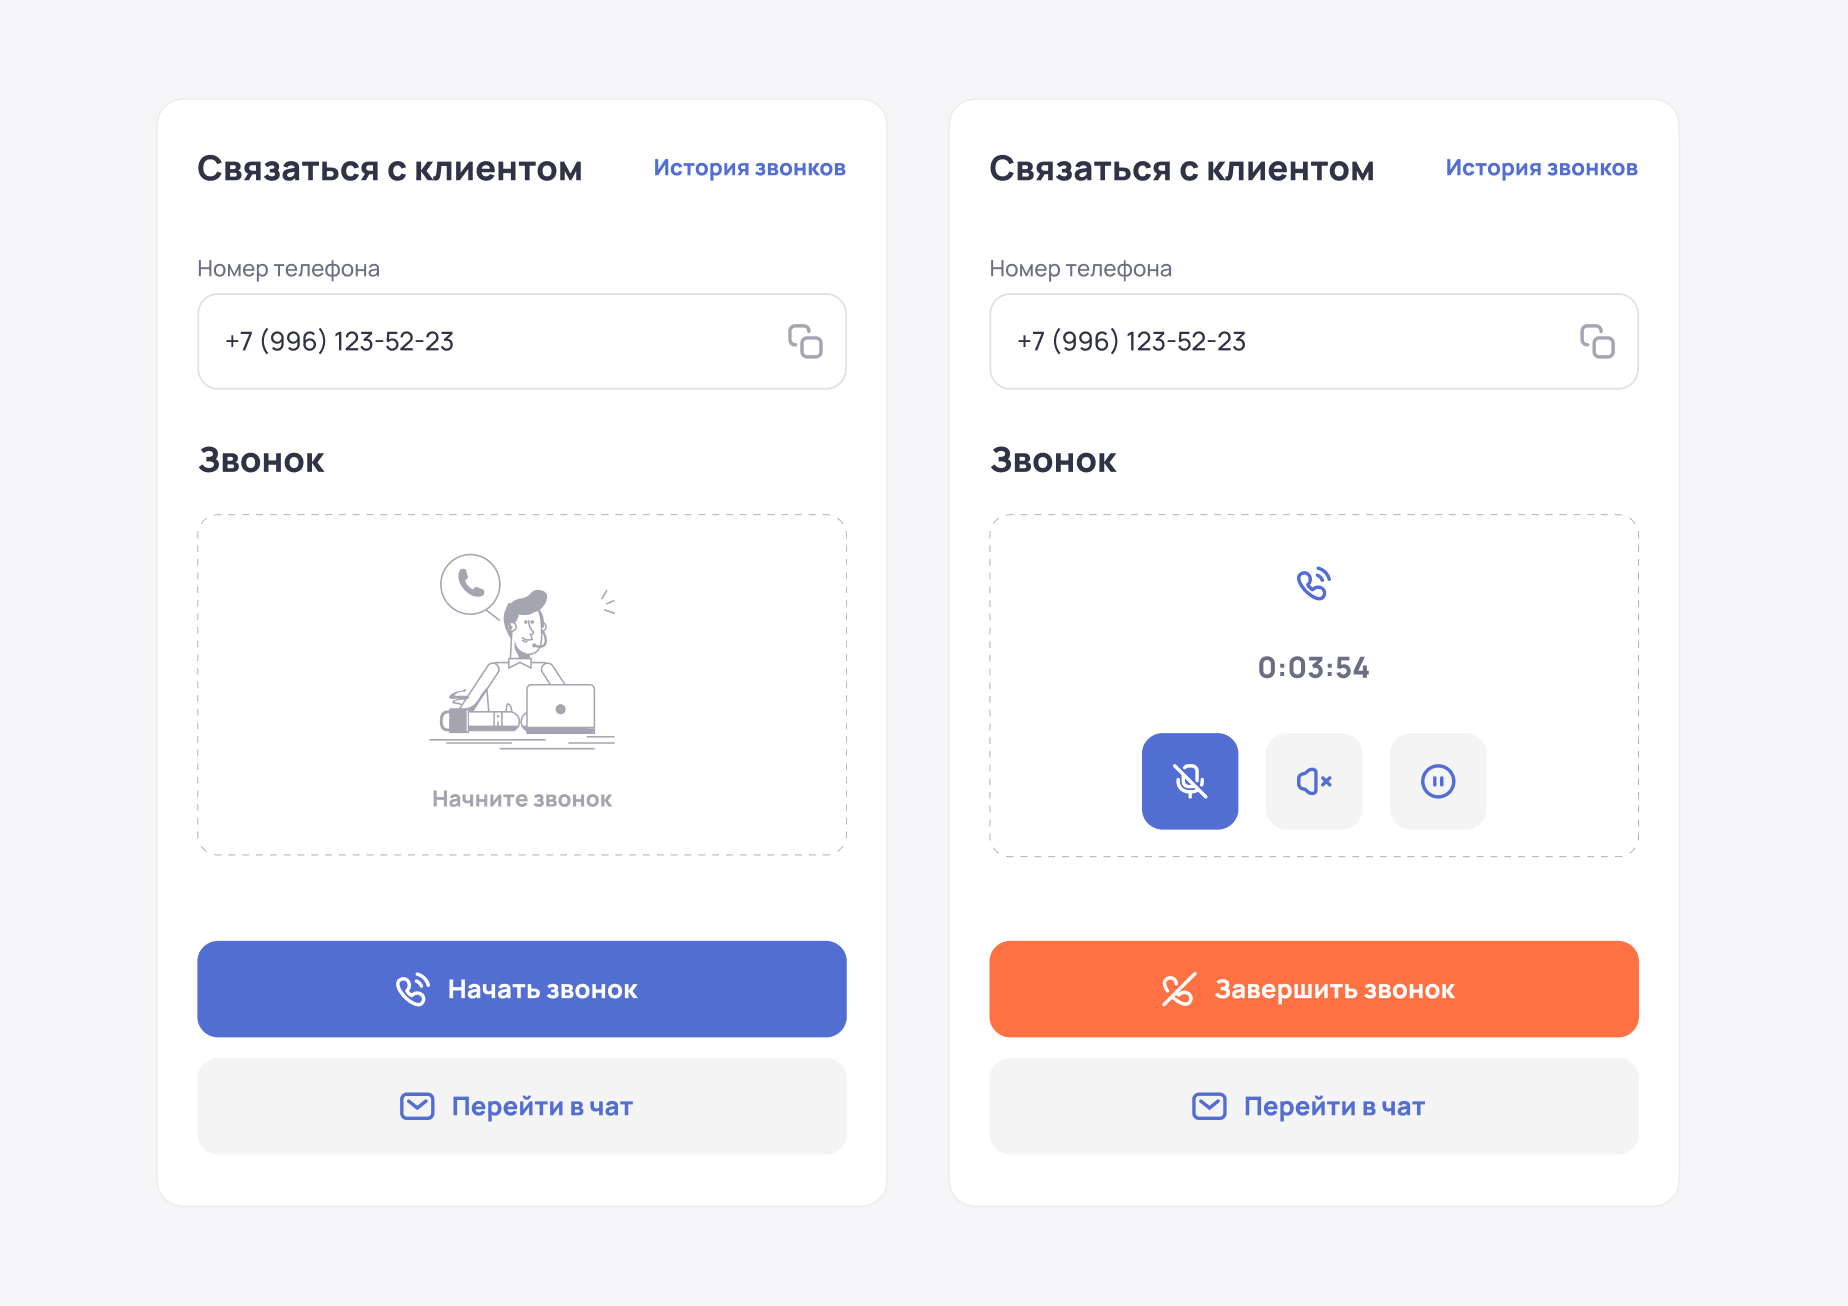 Связаться с клиентом
История звонков
Номер телефона
+7 (996) 123-52-23
Звонок
Начните звонок
Начать звонок
Перейти в чат
Связаться с клиентом
История звонков
Номер телефона
+7 (996) 123-52-23
Звонок
0:03:54
Завершить звонок
Перейти в чат